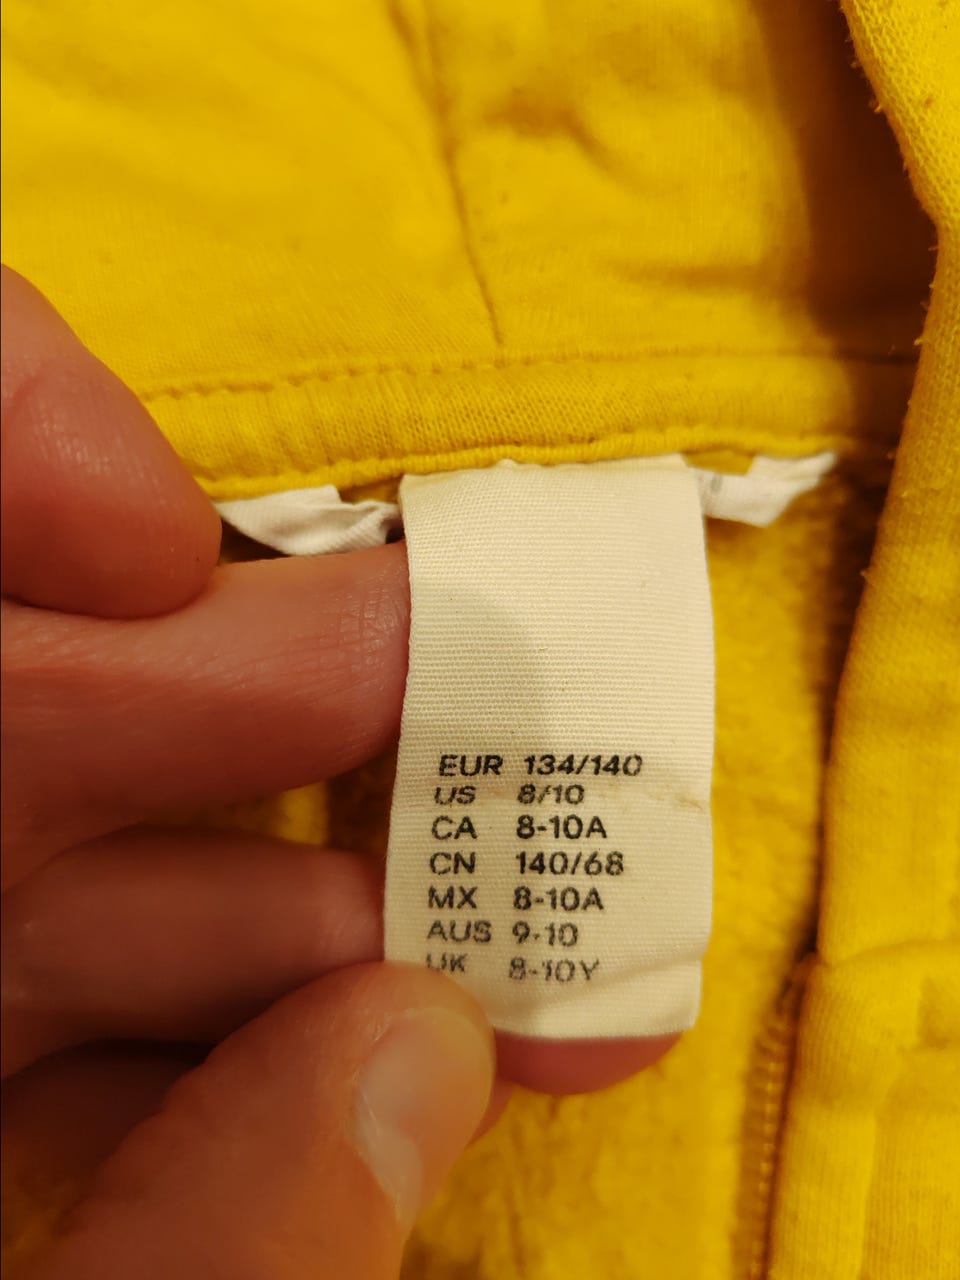 EUR 134/140
US 8/10
CA 8-10A
CN 140/68
MX 8-10A
AUS 9-10
UK 8-10Y